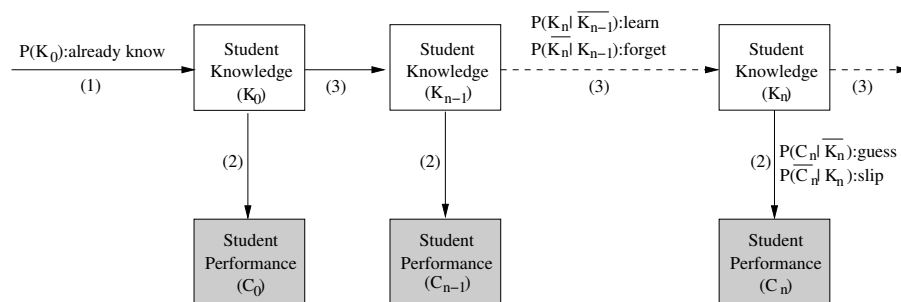 P(K₀):already know
(1)
Student
Knowledge
(K₀)
(3)
Student
Knowledge
(Kₙ₋₁)
P(Kₙ| K̅ₙ₋₁):learn
P(K̅ₙ| Kₙ₋₁):forget
(3)
Student
Knowledge
(Kₙ)
(3)
(2)
(2)
(2)
P(Cₙ| K̅ₙ):guess
P(C̅ₙ| Kₙ):slip
Student
Performance
(C₀)
Student
Performance
(Cₙ₋₁)
Student
Performance
(Cₙ)